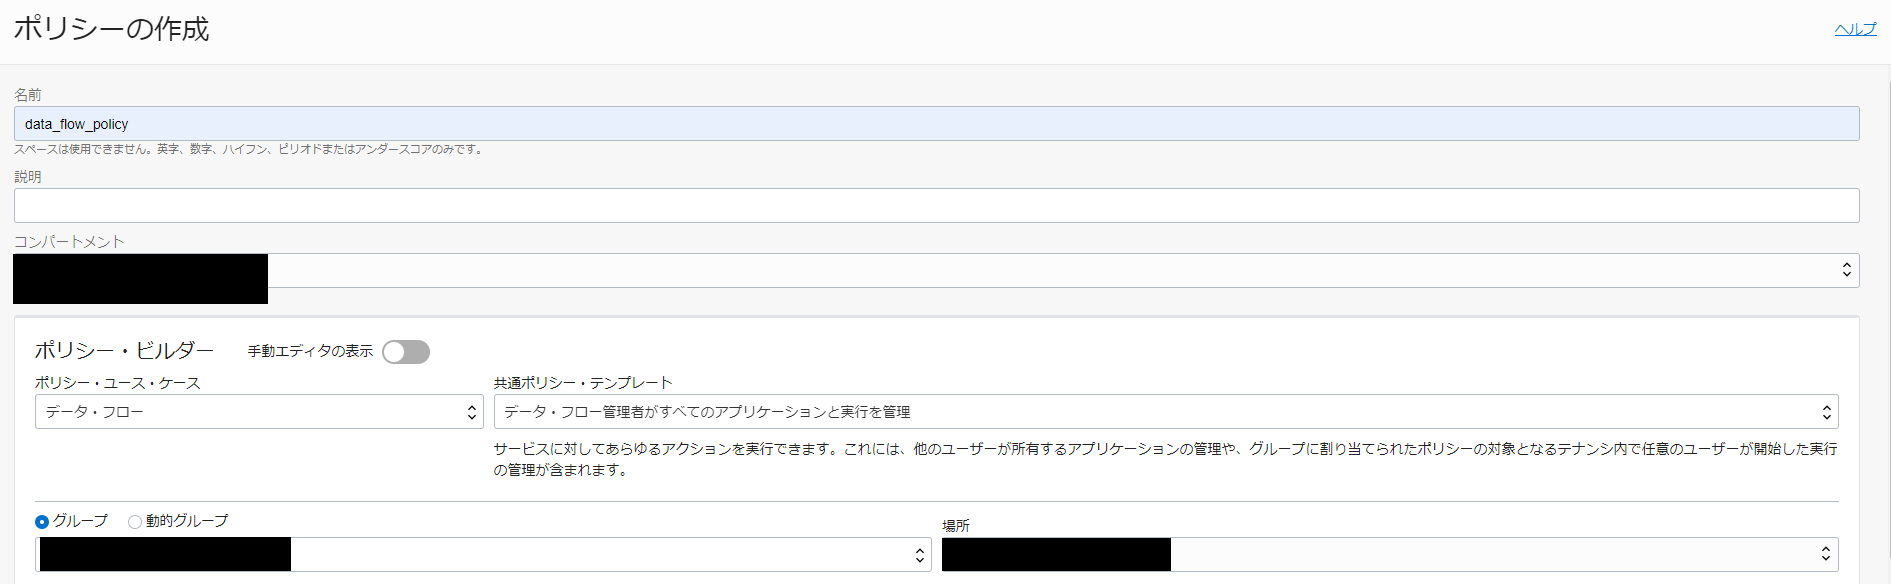 ポリシーの作成
ヘルプ
名前
data_flow_policy
スペースは使用できません。英字、数字、ハイフン、ピリオドまたはアンダースコアのみです。
説明
コンパートメント
ポリシー・ビルダー 手動エディタの表示
ポリシー・ユース・ケース
共通ポリシー・テンプレート
データ・フロー
データ・フロー管理者がすべてのアプリケーションと実行を管理
サービスに対してあらゆるアクションを実行できます。これには、他のユーザーが所有するアプリケーションの管理や、グループに割り当てられたポリシーの対象となるテナンシ内で任意のユーザーが開始した実行
の管理が含まれます。
グループ 動的グループ
場所